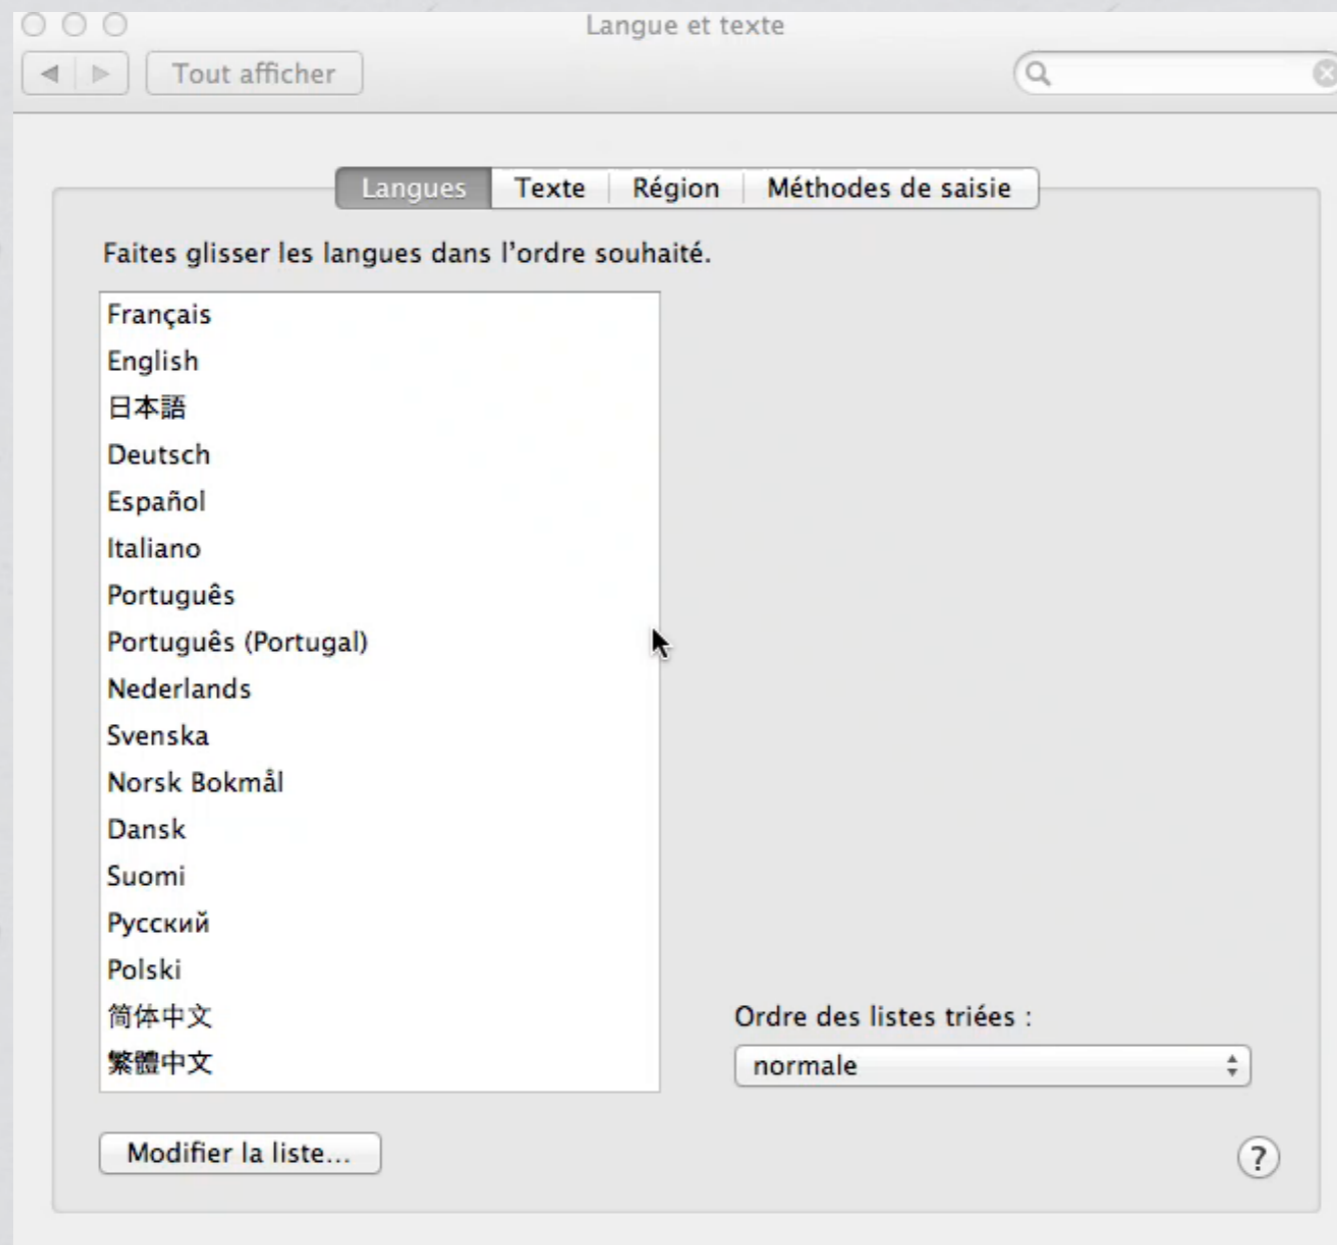 Langue et texte
Tout afficher
Langues Texte Région Méthodes de saisie
Faites glisser les langues dans l’ordre souhaité.
Français
English
日本語
Deutsch
Español
Italiano
Português
Português (Portugal)
Nederlands
Svenska
Norsk Bokmål
Dansk
Suomi
Русский
Polski
简体中文
繁體中文
Ordre des listes triées :
normale
Modifier la liste...
?